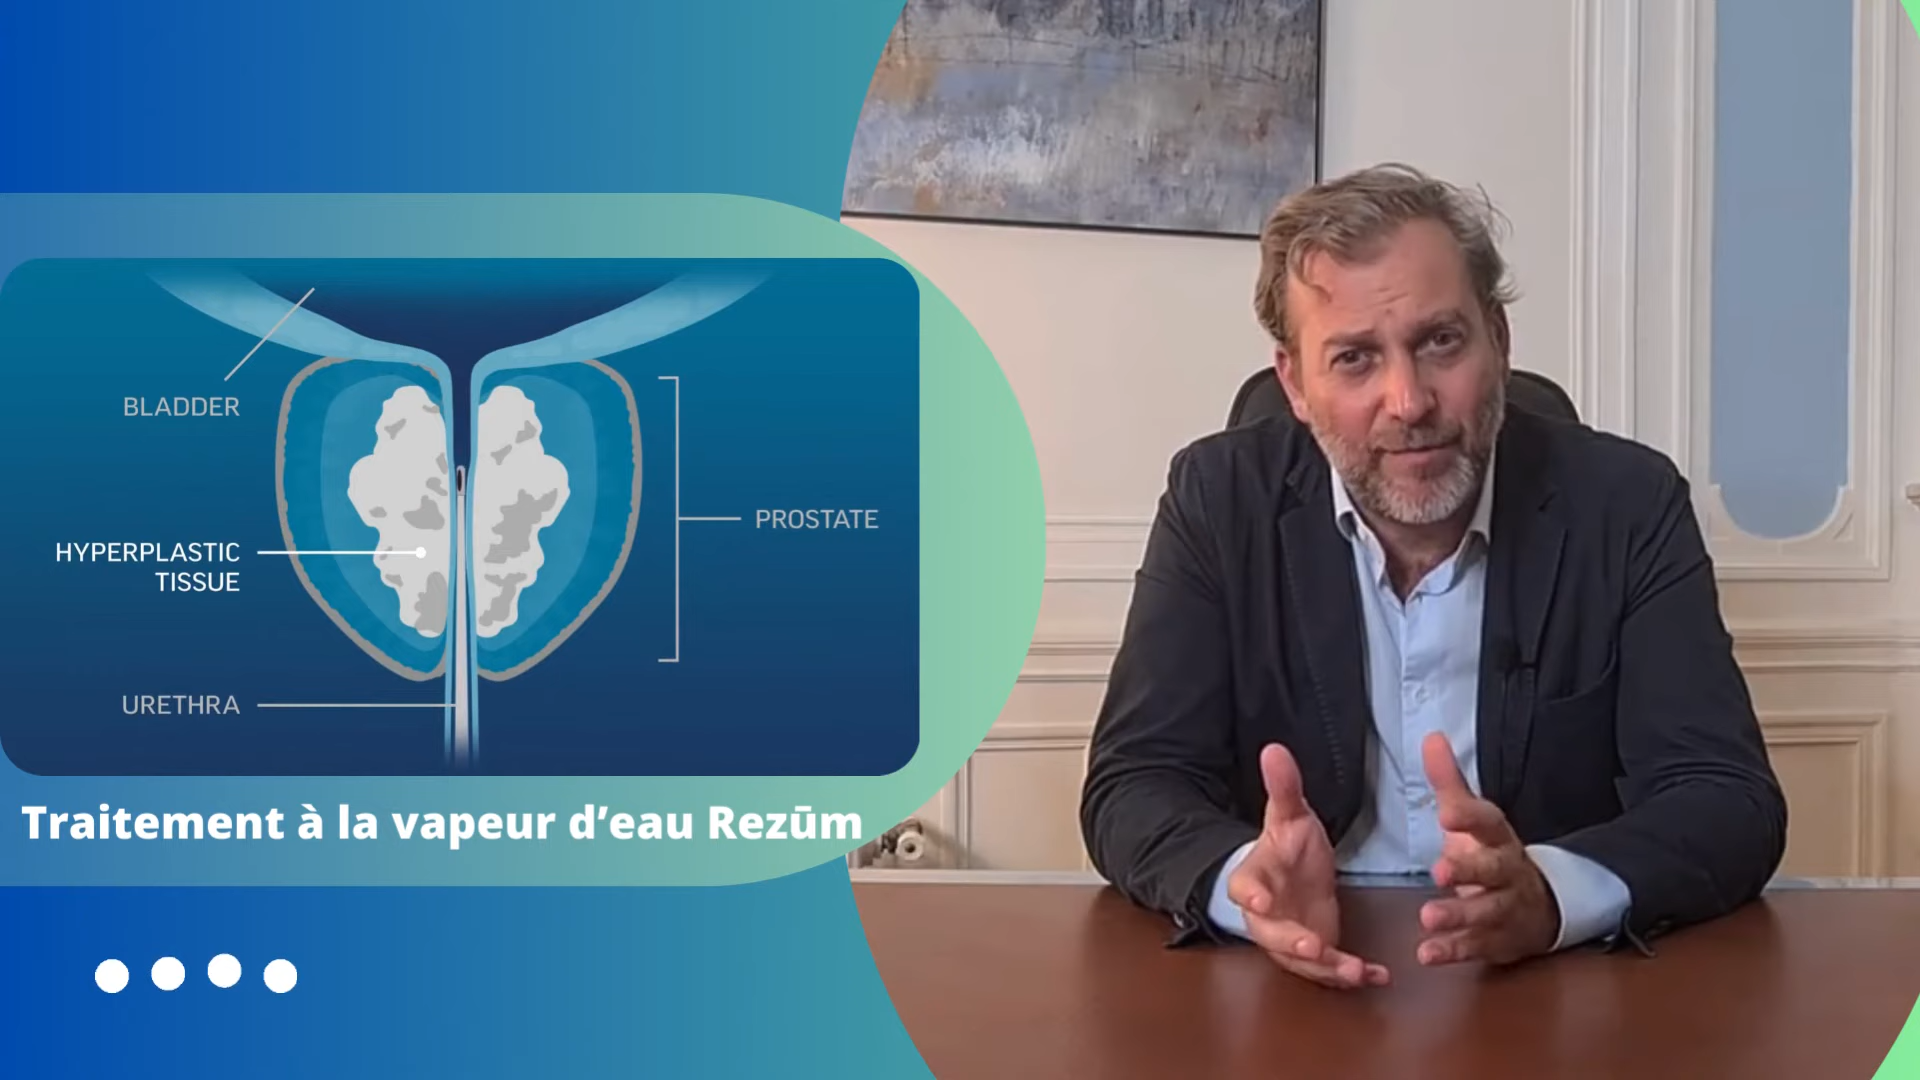 BLADDER
HYPERPLASTIC
TISSUE
URETHRA
PROSTATE
Traitement à la vapeur d’eau Rezūm